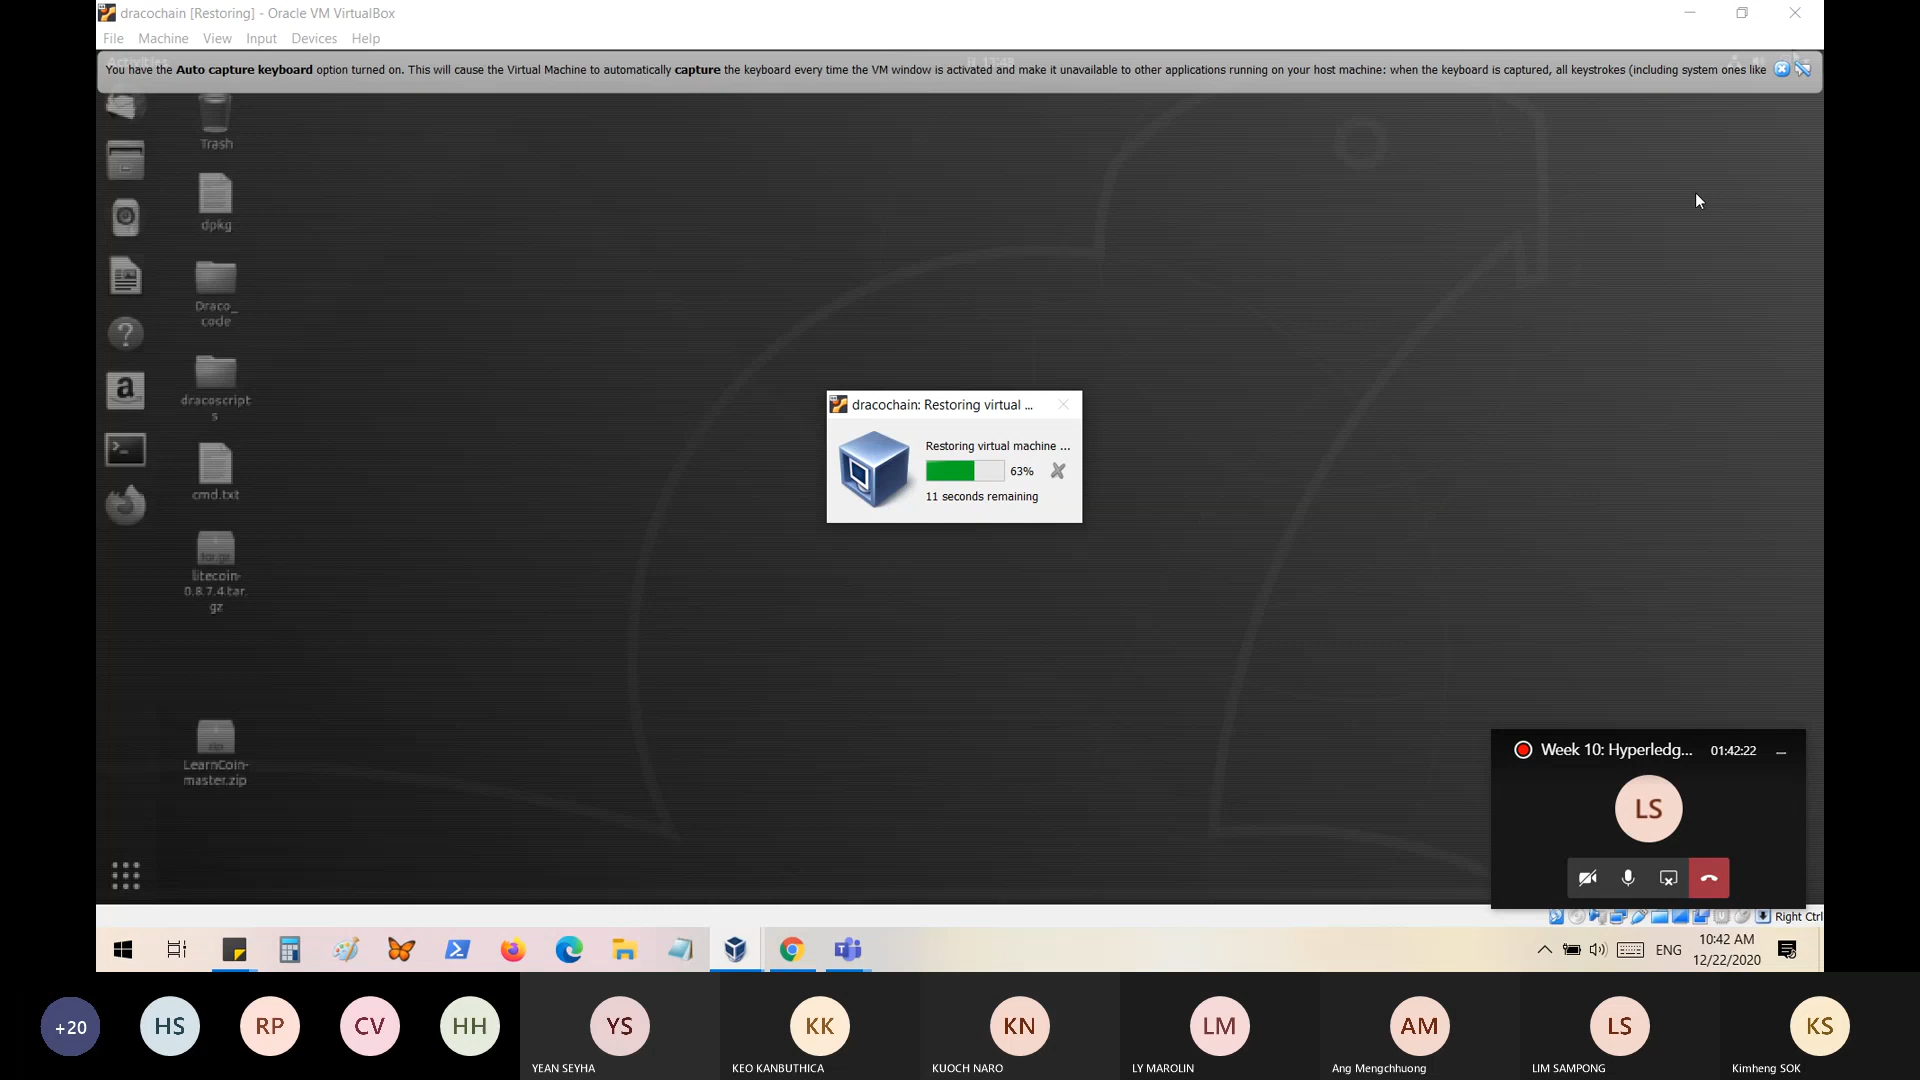 dracochain [Restoring] - Oracle VM VirtualBox
File Machine View Input Devices Help
You have the Auto capture keyboard option turned on. This will cause the Virtual Machine to automatically capture the keyboard every time the VM window is activated and make it unavailable to other applications running on your host machine: when the keyboard is captured, all keystrokes (including system ones like
Trash
dpkg
Draco_
code
dracoscript
s
cmd.txt
tar.gz
litecoin-
0.8.7.4.tar.
gz
zip
LearnCoin-
master.zip
dracochain: Restoring virtual ...
Restoring virtual machine ...
63%
11 seconds remaining
Week 10: Hyperledg... 01:42:22
LS
Right Ctrl
ENG
10:42 AM
12/22/2020
+20
HS
RP
CV
HH
YS
YEAN SEYHA
KK
KEO KANBUTHICA
KN
KUOCH NARO
LM
LY MAROLIN
AM
Ang Mengchhuong
LS
LIM SAMPONG
KS
Kimheng SOK